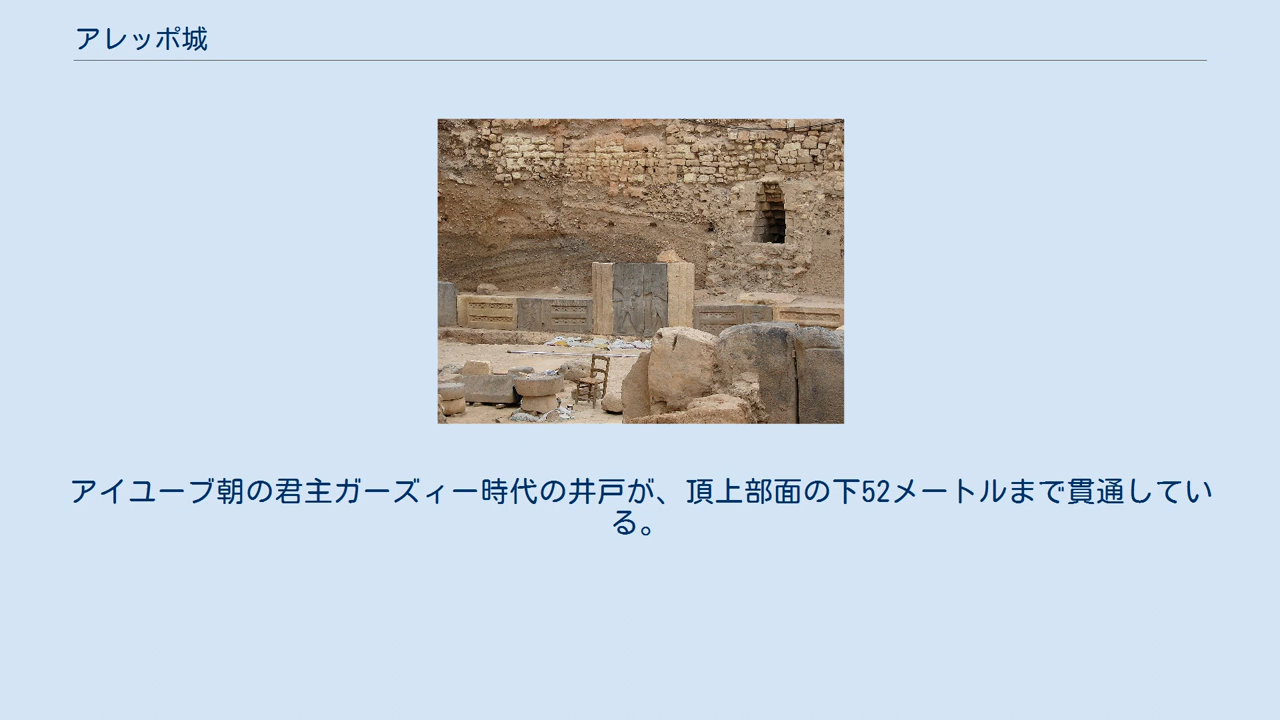 アレッポ城
アイユーブ朝の君主ガーズィー時代の井戸が、頂上部面の下52メートルまで貫通してい
る。